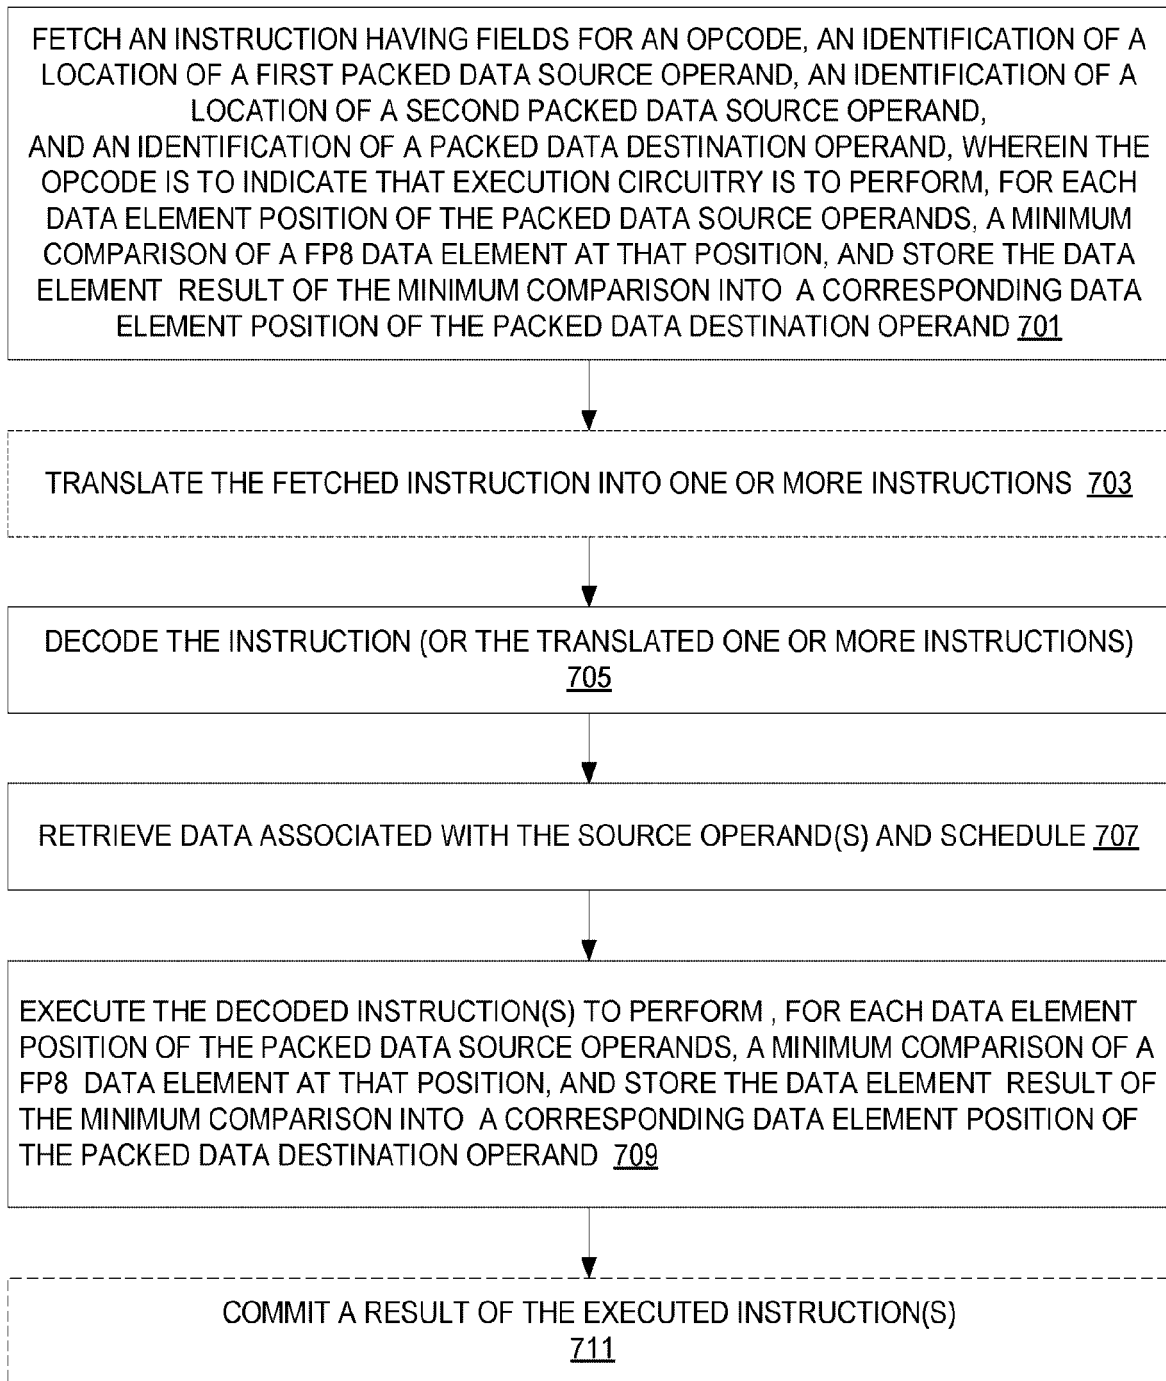 FETCH AN INSTRUCTION HAVING FIELDS FOR AN OPCODE, AN IDENTIFICATION OF A
LOCATION OF A FIRST PACKED DATA SOURCE OPERAND, AN IDENTIFICATION OF A
LOCATION OF A SECOND PACKED DATA SOURCE OPERAND,
AND AN IDENTIFICATION OF A PACKED DATA DESTINATION OPERAND, WHEREIN THE
OPCODE IS TO INDICATE THAT EXECUTION CIRCUITRY IS TO PERFORM, FOR EACH
DATA ELEMENT POSITION OF THE PACKED DATA SOURCE OPERANDS, A MINIMUM
COMPARISON OF A FP8 DATA ELEMENT AT THAT POSITION, AND STORE THE DATA
ELEMENT RESULT OF THE MINIMUM COMPARISON INTO A CORRESPONDING DATA
ELEMENT POSITION OF THE PACKED DATA DESTINATION OPERAND 701
TRANSLATE THE FETCHED INSTRUCTION INTO ONE OR MORE INSTRUCTIONS 703
DECODE THE INSTRUCTION (OR THE TRANSLATED ONE OR MORE INSTRUCTIONS)
705
RETRIEVE DATA ASSOCIATED WITH THE SOURCE OPERAND(S) AND SCHEDULE 707
EXECUTE THE DECODED INSTRUCTION(S) TO PERFORM , FOR EACH DATA ELEMENT
POSITION OF THE PACKED DATA SOURCE OPERANDS, A MINIMUM COMPARISON OF A
FP8 DATA ELEMENT AT THAT POSITION, AND STORE THE DATA ELEMENT RESULT OF
THE MINIMUM COMPARISON INTO A CORRESPONDING DATA ELEMENT POSITION OF
THE PACKED DATA DESTINATION OPERAND 709
COMMIT A RESULT OF THE EXECUTED INSTRUCTION(S)
711